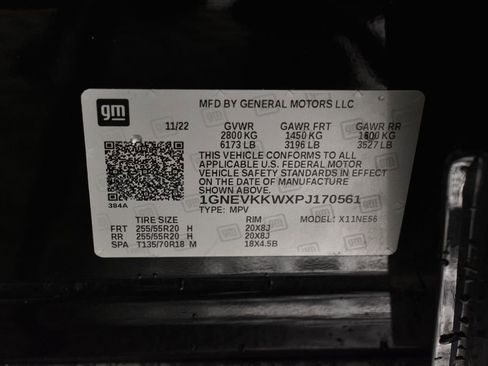 gm
MFD BY GENERAL MOTORS LLC
11/22 GVWR GAWR FRT GAWR RR
2800 KG 1450 KG 1600 KG
6173 LB 3196 LB 3527 LB
THIS VEHICLE CONFORMS TO ALL
APPLICABLE U.S. FEDERAL MOTOR
VEHICLE SAFETY STANDARDS IN EFFECT
ON THE DATE OF MANUFACTURE
SHOWN ABOVE.
384A
1GNEVKKWXPJ170561
TYPE: MPV MODEL: X11NE56
TIRE SIZE RIM
FRT 255/55R20 H 20X8J
RR 255/55R20 H 20X8J
SPA T135/70R18 M 18X4.5B